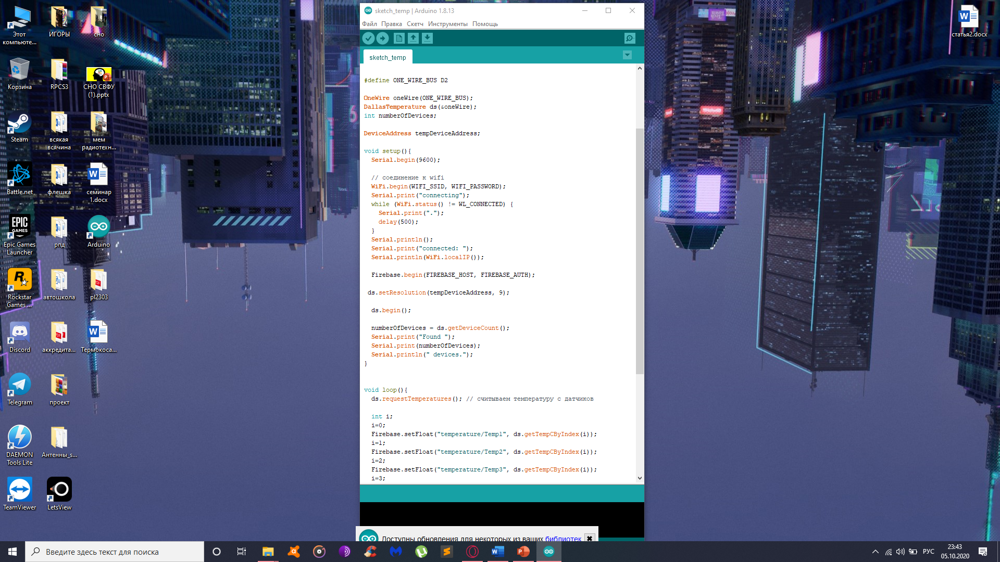 Этот
компьюте...
ИГОРЫ
сно
Корзина
RPCS3
СНО СВФУ
(1).pptx
Steam
всякая
всячина
мем
радиотехн...
Battle.net
флешка
семинар
1.docx
EPIC
GAMES
Epic Games
Launcher
рпд
Arduino
Rockstar
Games ...
автошкола
pl2303
Discord
аккредита...
Термокоса...
Telegram
проект
DAEMON
Tools Lite
Антенны_s...
TeamViewer
LetsView
статья2.docx
sketch_temp | Arduino 1.8.13
Файл Правка Скетч Инструменты Помощь
sketch_temp
#define ONE_WIRE_BUS D2
OneWire oneWire(ONE_WIRE_BUS);
DallasTemperature ds(&oneWire);
int numberOfDevices;
DeviceAddress tempDeviceAddress;
void setup(){
Serial.begin(9600);
// соединение к wifi
WiFi.begin(WIFI_SSID, WIFI_PASSWORD);
Serial.print("connecting");
while (WiFi.status() != WL_CONNECTED) {
Serial.print(".");
delay(500);
}
Serial.println();
Serial.print("connected: ");
Serial.println(WiFi.localIP());
Firebase.begin(FIREBASE_HOST, FIREBASE_AUTH);
ds.setResolution(tempDeviceAddress, 9);
ds.begin();
numberOfDevices = ds.getDeviceCount();
Serial.print("Found ");
Serial.print(numberOfDevices);
Serial.println(" devices.");
}
void loop(){
ds.requestTemperatures(); // считываем температуру с датчиков
int i;
i=0;
Firebase.setFloat("temperature/Temp1", ds.getTempCByIndex(i));
i=1;
Firebase.setFloat("temperature/Temp2", ds.getTempCByIndex(i));
i=2;
Firebase.setFloat("temperature/Temp3", ds.getTempCByIndex(i));
i=3;
Доступны обновления для некоторых из ваших библиотек
Введите здесь текст для поиска
РУС
23:43
05.10.2020